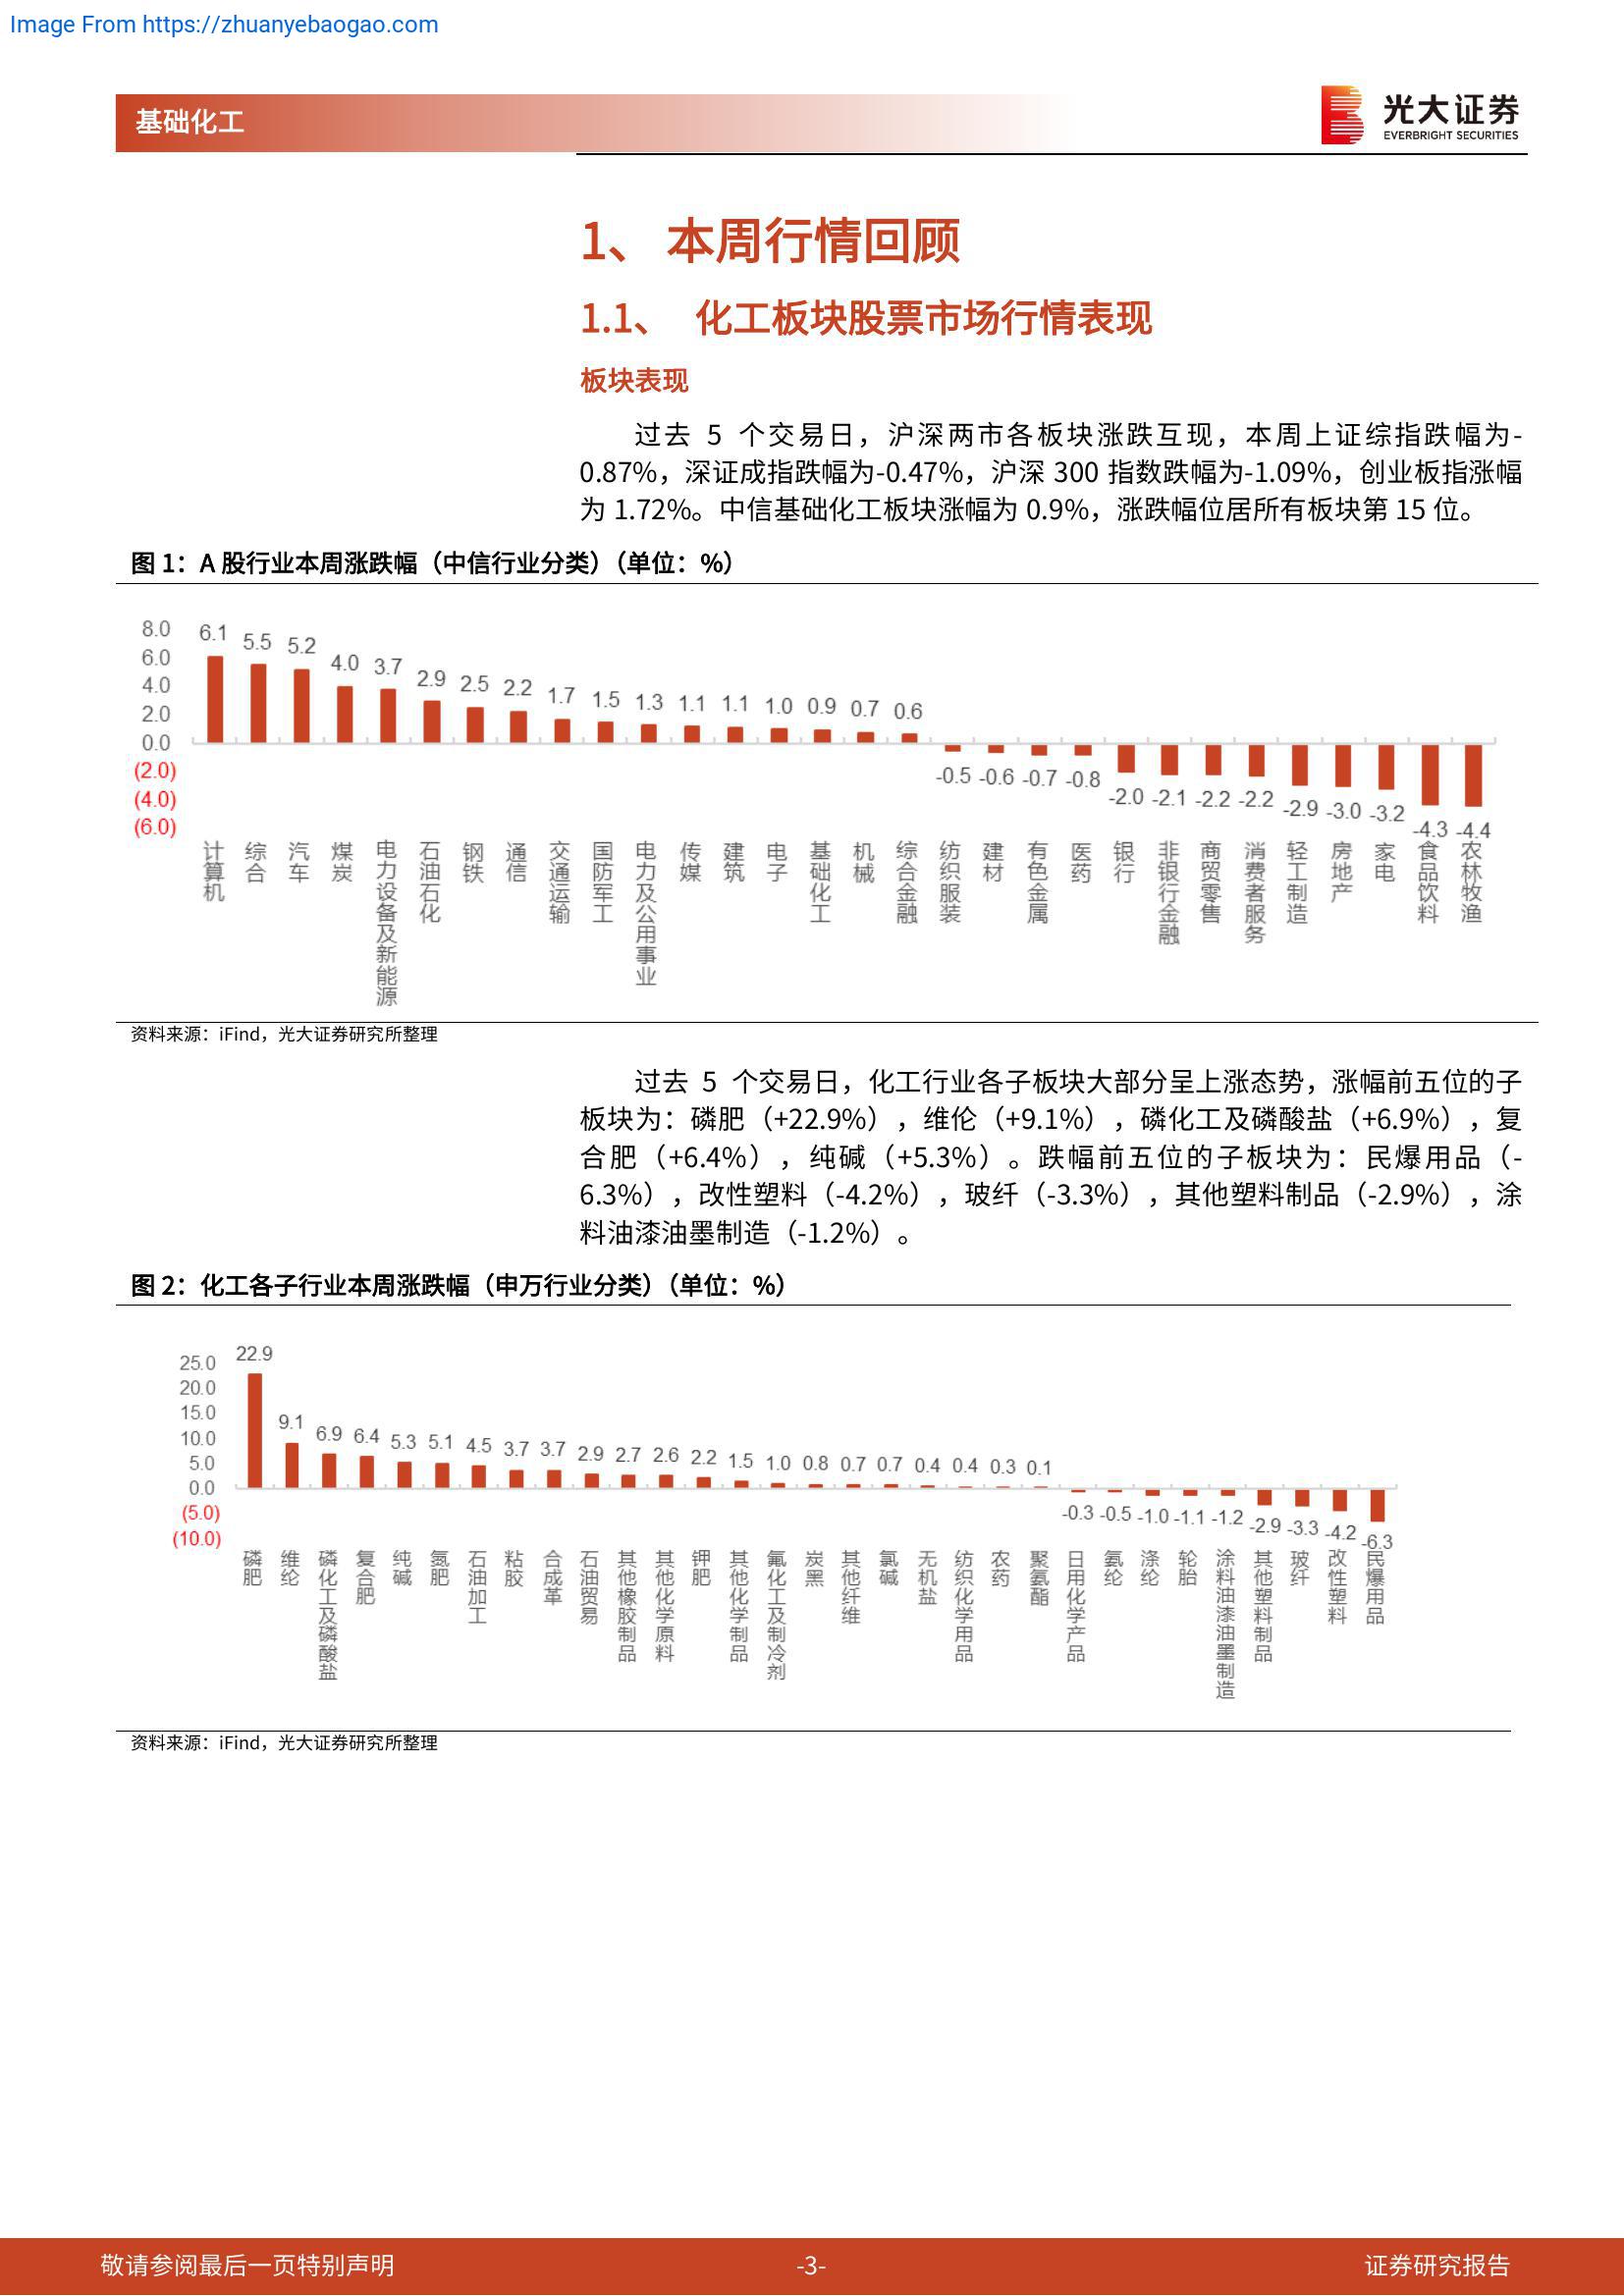 Image From https://zhuanyebaogao.com
基础化工
光大证券
EVERBRIGHT SECURITIES
1、 本周行情回顾
1.1、 化工板块股票市场行情表现
板块表现
过去 5 个交易日，沪深两市各板块涨跌互现，本周上证综指跌幅为-
0.87%，深证成指跌幅为-0.47%，沪深 300 指数跌幅为-1.09%，创业板指涨幅
为 1.72%。中信基础化工板块涨幅为 0.9%，涨跌幅位居所有板块第 15 位。
图 1：A 股行业本周涨跌幅（中信行业分类）（单位：%）
8.0
6.0
4.0
2.0
0.0
(2.0)
(4.0)
(6.0)
6.1 5.5 5.2 4.0 3.7 2.9 2.5 2.2 1.7 1.5 1.3 1.1 1.1 1.0 0.9 0.7 0.6
-0.5 -0.6 -0.7 -0.8 -2.0 -2.1 -2.2 -2.2 -2.9 -3.0 -3.2 -4.3 -4.4
计算机
综合
汽车
煤炭
电力设备及新能源
石油石化
钢铁
通信
交通运输
国防军工
电力及公用事业
传媒
建筑
电子
基础化工
机械
综合金融
纺织服装
建材
有色金属
医药
银行
非银行金融
商贸零售
消费者服务
轻工制造
房地产
家电
食品饮料
农林牧渔
资料来源：iFind，光大证券研究所整理
过去 5 个交易日，化工行业各子板块大部分呈上涨态势，涨幅前五位的子
板块为：磷肥（+22.9%），维伦（+9.1%），磷化工及磷酸盐（+6.9%），复
合肥（+6.4%），纯碱（+5.3%）。跌幅前五位的子板块为：民爆用品（-
6.3%），改性塑料（-4.2%），玻纤（-3.3%），其他塑料制品（-2.9%），涂
料油漆油墨制造（-1.2%）。
图 2：化工各子行业本周涨跌幅（申万行业分类）（单位：%）
25.0
20.0
15.0
10.0
5.0
0.0
(5.0)
(10.0)
22.9 9.1 6.9 6.4 5.3 5.1 4.5 3.7 3.7 2.9 2.7 2.6 2.2 1.5 1.0 0.8 0.7 0.7 0.4 0.4 0.3 0.1
-0.3 -0.5 -1.0 -1.1 -1.2 -2.9 -3.3 -4.2 -6.3
磷肥
维纶
磷化工及磷酸盐
复合肥
纯碱
氮肥
石油加工
粘胶
合成革
石油贸易
其他橡胶制品
其他化学原料
钾肥
其他化学制品
氟化工及制冷剂
炭黑
其他纤维
氯碱
无机盐
纺织化学用品
农药
聚氨酯
日用化学产品
氨纶
涤纶
轮胎
涂料油漆油墨制造
其他塑料制品
玻纤
改性塑料
民爆用品
资料来源：iFind，光大证券研究所整理
敬请参阅最后一页特别声明
-3-
证券研究报告